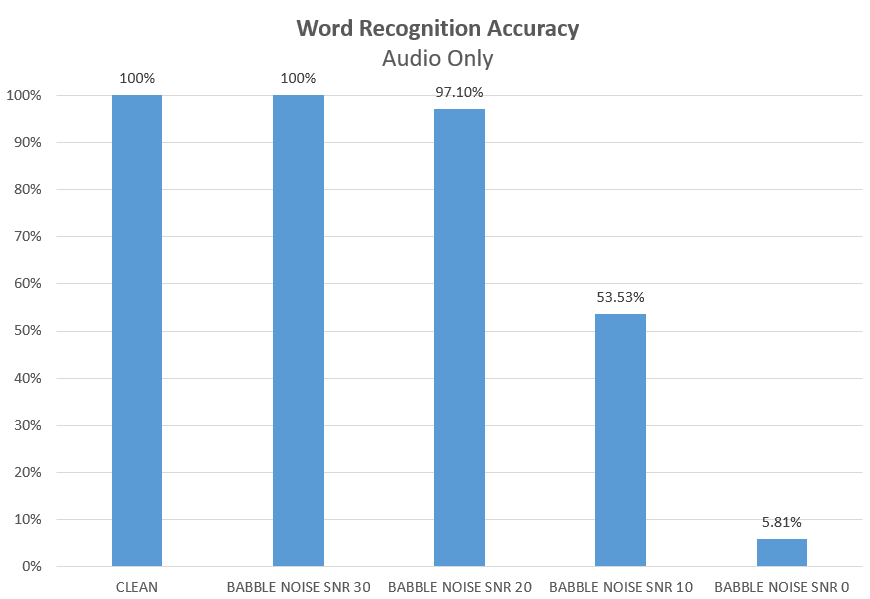 Word Recognition Accuracy
Audio Only
100%
100%
97.10%
53.53%
5.81%
100%
90%
80%
70%
60%
50%
40%
30%
20%
10%
0%
CLEAN
BABBLE NOISE SNR 30
BABBLE NOISE SNR 20
BABBLE NOISE SNR 10
BABBLE NOISE SNR 0